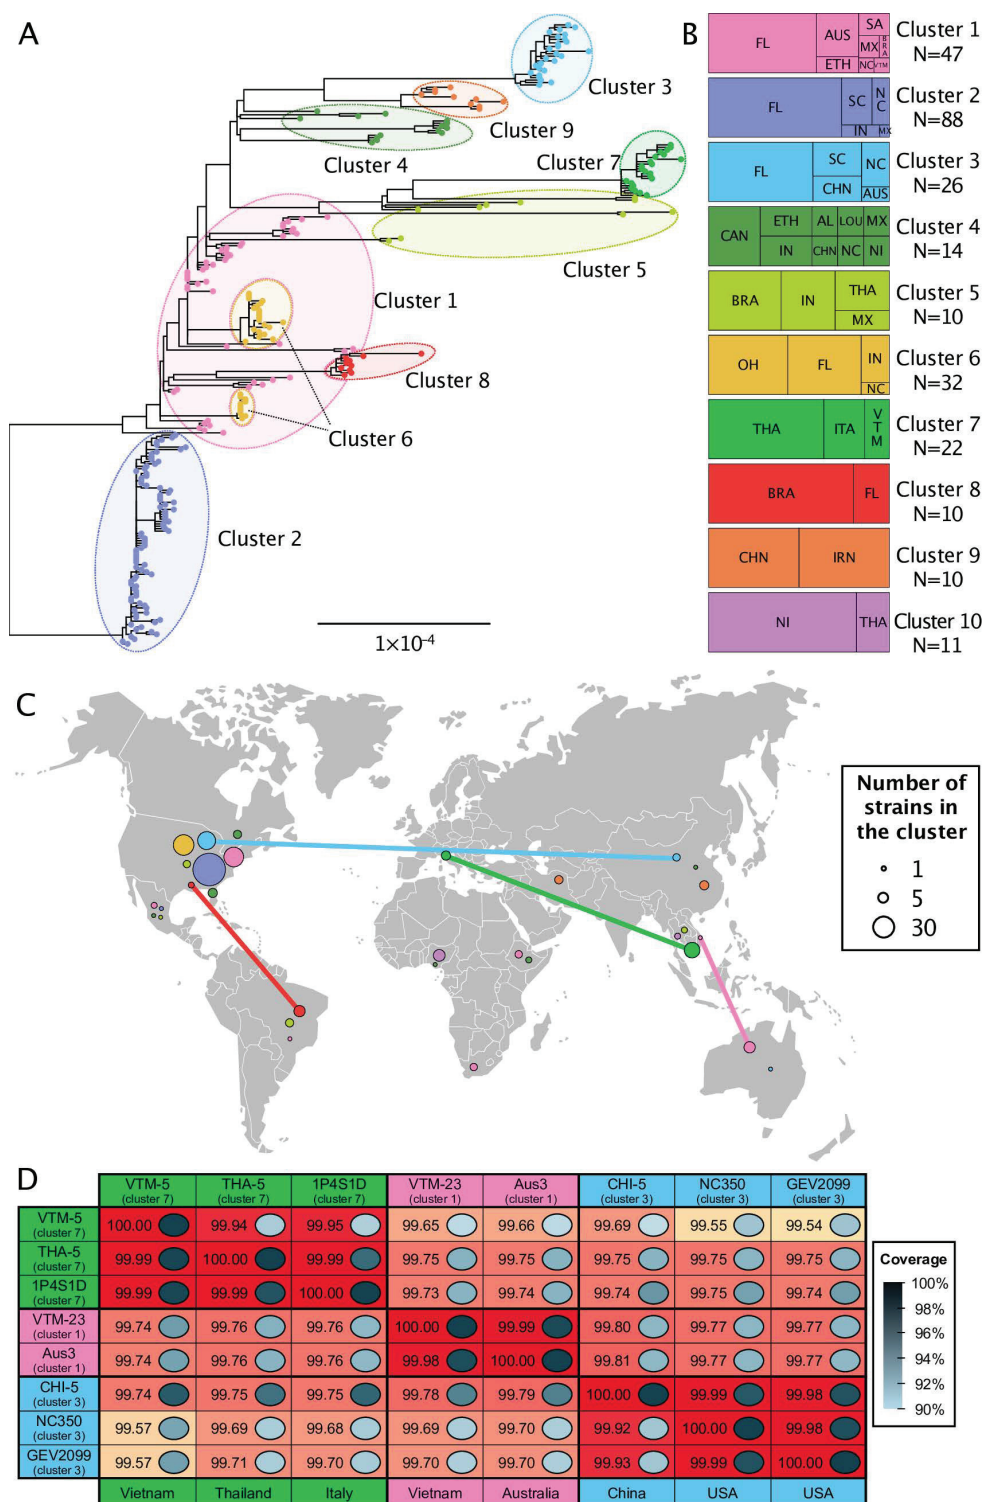 A
Cluster 3
Cluster 9
Cluster 4
Cluster 7
Cluster 5
Cluster 1
Cluster 8
Cluster 6
Cluster 2
1×10-4
B
FL AUS ETH SA MX BRA NC VTM
Cluster 1
N=47
FL SC NC IN MX
Cluster 2
N=88
FL SC CHN NC AUS
Cluster 3
N=26
CAN ETH AL LOU MX
IN CHN NC NI
Cluster 4
N=14
BRA IN THA MX
Cluster 5
N=10
OH FL IN NC
Cluster 6
N=32
THA ITA VTM
Cluster 7
N=22
BRA FL
Cluster 8
N=10
CHN IRN
Cluster 9
N=10
NI THA
Cluster 10
N=11
C
Number of
strains in
the cluster
1
5
30
D
VTM-5 THA-5 1P4S1D VTM-23 Aus3 CHI-5 NC350 GEV2099
(cluster 7) (cluster 7) (cluster 7) (cluster 1) (cluster 1) (cluster 3) (cluster 3) (cluster 3)
VTM-5 (cluster 7) 100.00 99.94 99.95 99.65 99.66 99.69 99.55 99.54
THA-5 (cluster 7) 99.99 100.00 99.99 99.75 99.75 99.75 99.75 99.75
1P4S1D (cluster 7) 99.99 99.99 100.00 99.73 99.74 99.74 99.75 99.74
VTM-23 (cluster 1) 99.74 99.76 99.76 100.00 99.99 99.80 99.77 99.77
Aus3 (cluster 1) 99.74 99.76 99.76 99.98 100.00 99.81 99.77 99.77
CHI-5 (cluster 3) 99.74 99.75 99.75 99.78 99.79 100.00 99.99 99.98
NC350 (cluster 3) 99.57 99.69 99.68 99.69 99.70 99.92 100.00 99.98
GEV2099 (cluster 3) 99.57 99.71 99.70 99.70 99.70 99.93 99.99 100.00
Vietnam Thailand Italy Vietnam Australia China USA USA
Coverage
100%
98%
96%
94%
92%
90%